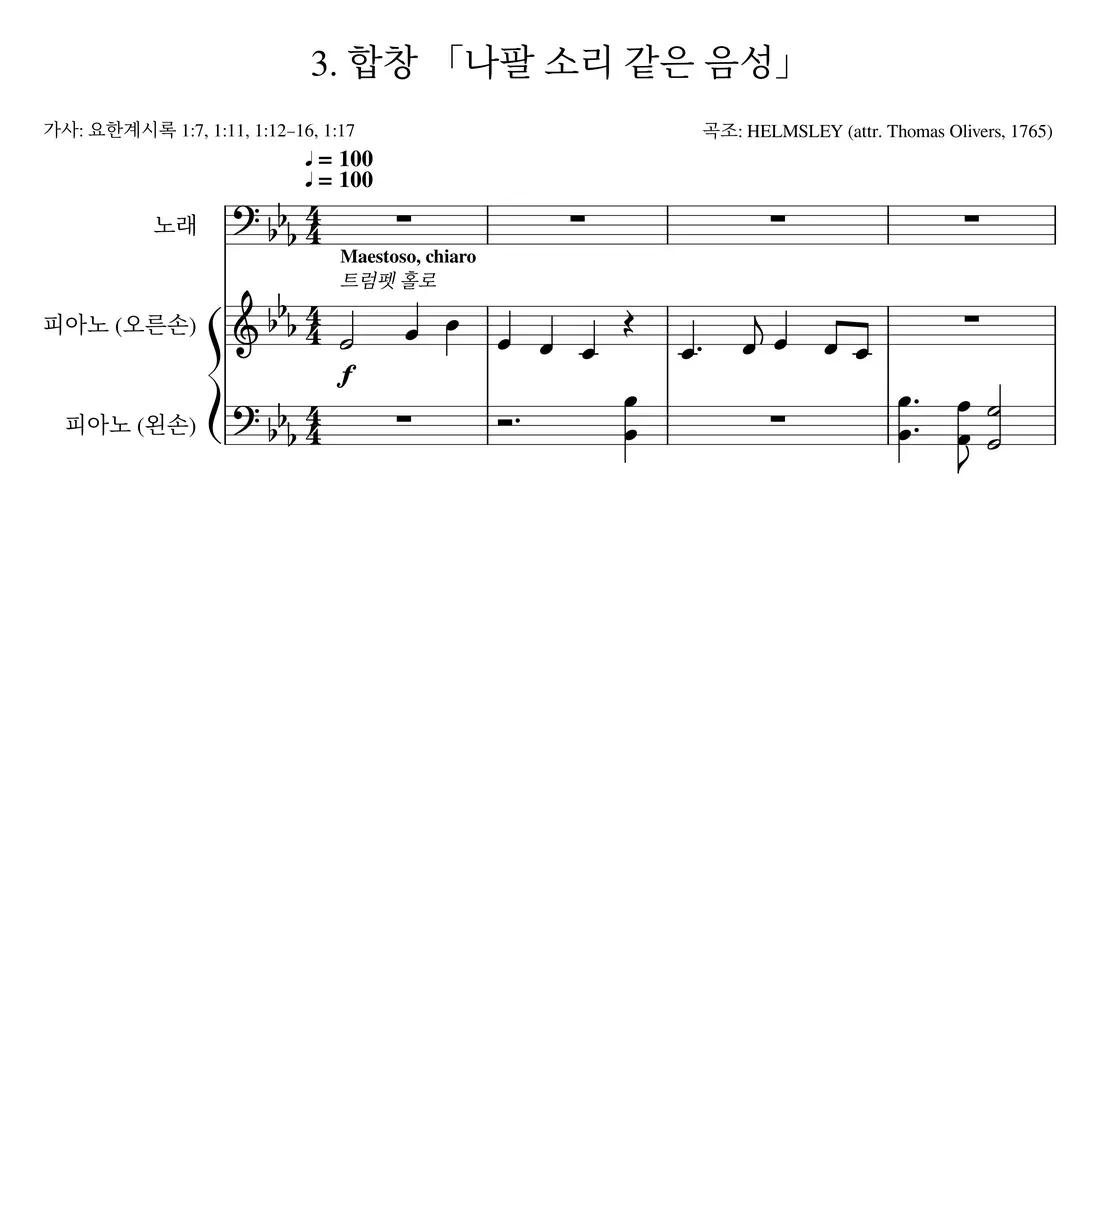 3. 합창 「나팔 소리 같은 음성」
가사: 요한계시록 1:7, 1:11, 1:12–16, 1:17
곡조: HELMSLEY (attr. Thomas Olivers, 1765)
♩ = 100
♩ = 100
노래
Maestoso, chiaro
트럼펫 홀로
피아노 (오른손)
f
피아노 (왼손)